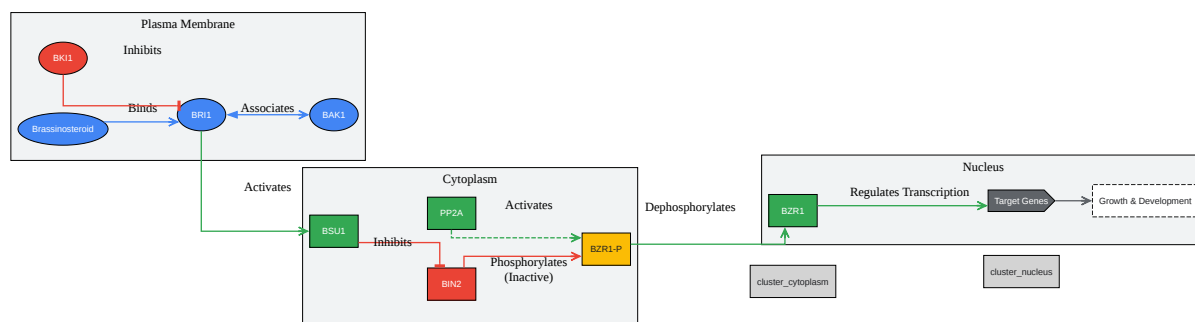 Plasma Membrane
Inhibits
BKI1
Binds
BRI1
Associates
BAK1
Brassinosteroid
Activates
Cytoplasm
PP2A
Activates
BSU1
Inhibits
BZR1-P
Phosphorylates
(Inactive)
BIN2
Dephosphorylates
Nucleus
Regulates Transcription
BZR1
Target Genes
Growth & Development
cluster_cytoplasm
cluster_nucleus